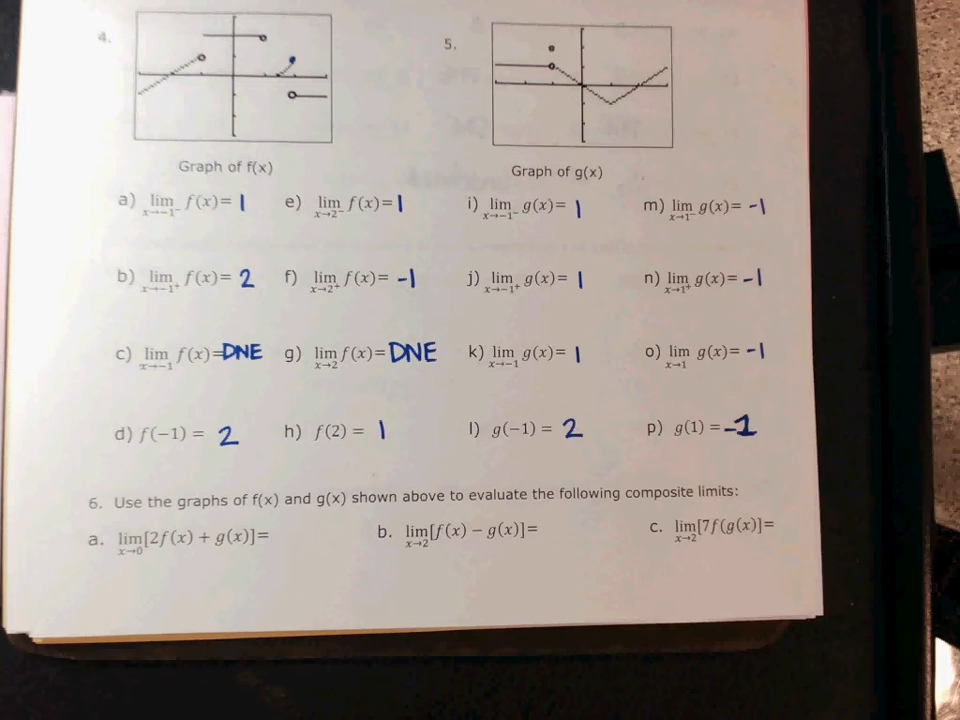 4.
5.
Graph of f(x)
Graph of g(x)
a) lim x→-1⁻ f(x)= 1
e) lim x→2⁻ f(x)= 1
i) lim x→-1⁻ g(x)= 1
m) lim x→1⁻ g(x)= -1
b) lim x→-1⁺ f(x)= 2
f) lim x→2⁺ f(x)= -1
j) lim x→-1⁺ g(x)= 1
n) lim x→1⁺ g(x)= -1
c) lim x→-1 f(x)= DNE
g) lim x→2 f(x)= DNE
k) lim x→-1 g(x)= 1
o) lim x→1 g(x)= -1
d) f(-1) = 2
h) f(2) = 1
l) g(-1) = 2
p) g(1) = -1
6. Use the graphs of f(x) and g(x) shown above to evaluate the following composite limits:
a. lim x→0 [2f(x) + g(x)]=
b. lim x→2 [f(x) − g(x)]=
c. lim x→2 [7f(g(x)]=